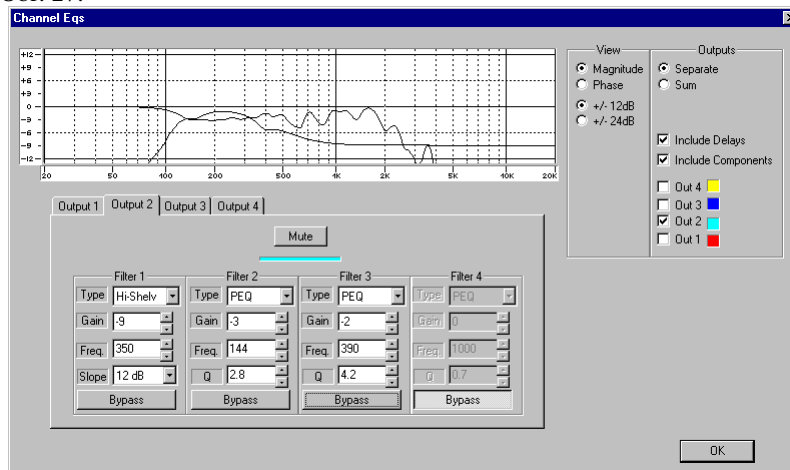 Channel Eqs
+12
+9
+6
+3
0
-3
-6
-9
-12
20 50 100 200 500 1K 2K 5K 10K 20K
View
Magnitude
Phase
+/- 12dB
+/- 24dB
Outputs
Separate
Sum
Include Delays
Include Components
Out 4
Out 3
Out 2
Out 1
Output 1 Output 2 Output 3 Output 4
Mute
Filter 1 Filter 2 Filter 3 Filter 4
Type Hi-Shelv Type PEQ Type PEQ Type PEQ
Gain -9 Gain -3 Gain -2 Gain 0
Freq. 350 Freq. 144 Freq. 390 Freq. 1000
Slope 12 dB Q 2.8 Q 4.2 Q 0.7
Bypass Bypass Bypass Bypass
OK